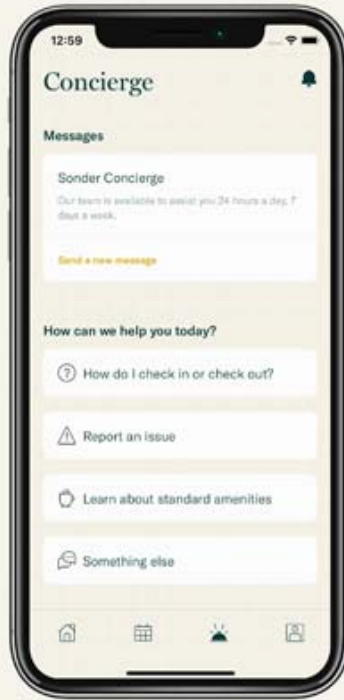 12:59
Concierge
Messages
Sonder Concierge
Our team is available to assist you 24 hours a day, 7
days a week.
Send a new message
How can we help you today?
How do I check in or check out?
Report an issue
Learn about standard amenities
Something else